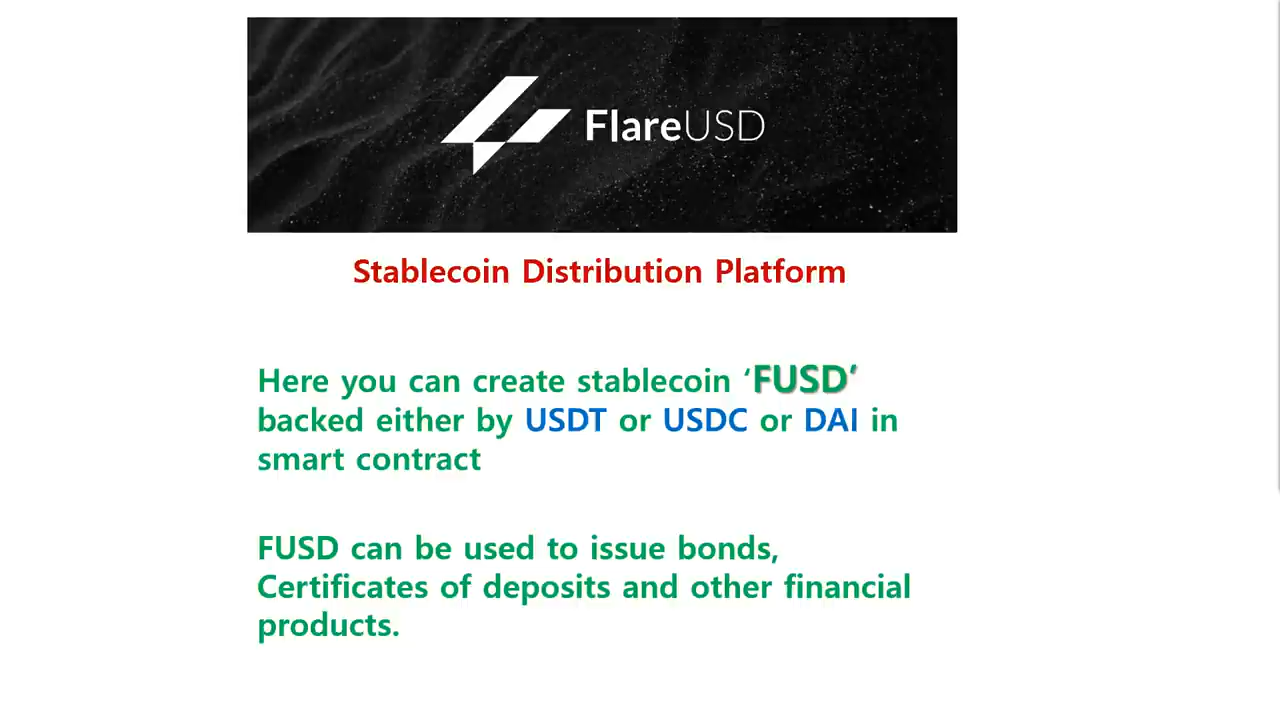 FlareUSD
Stablecoin Distribution Platform
Here you can create stablecoin ‘FUSD’
backed either by USDT or USDC or DAI in
smart contract
FUSD can be used to issue bonds,
Certificates of deposits and other financial
products.